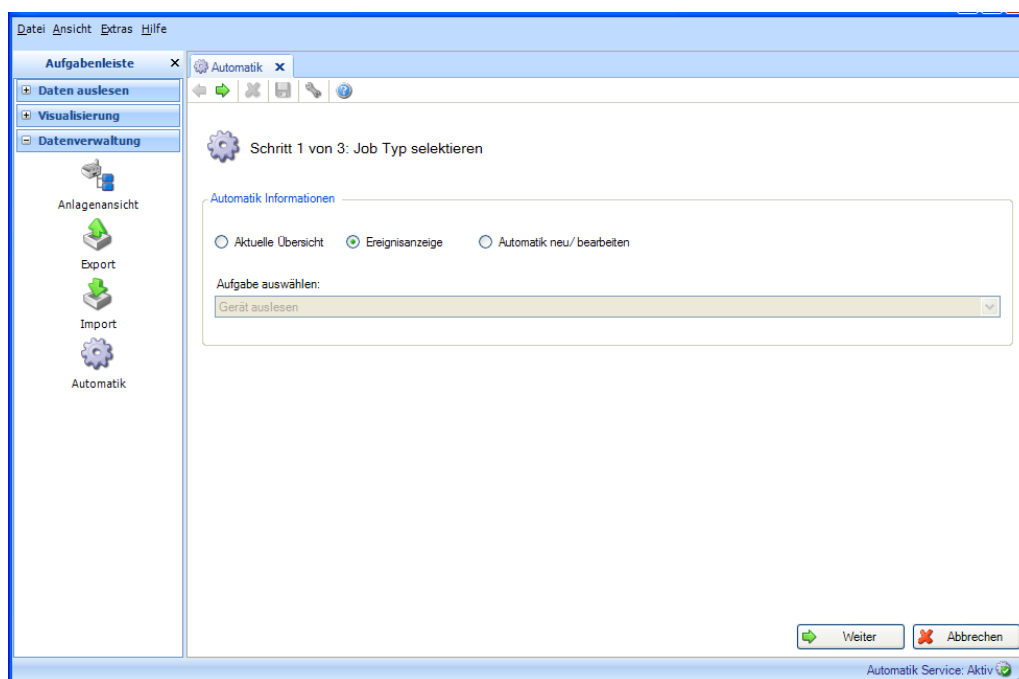 Datei Ansicht Extras Hilfe
Aufgabenleiste
Daten auslesen
Visualisierung
Datenverwaltung
Anlagenansicht
Export
Import
Automatik
Automatik
Schritt 1 von 3: Job Typ selektieren
Automatik Informationen
Aktuelle Übersicht Ereignisanzeige Automatik neu/ bearbeiten
Aufgabe auswählen:
Gerät auslesen
Weiter Abbrechen
Automatik Service: Aktiv